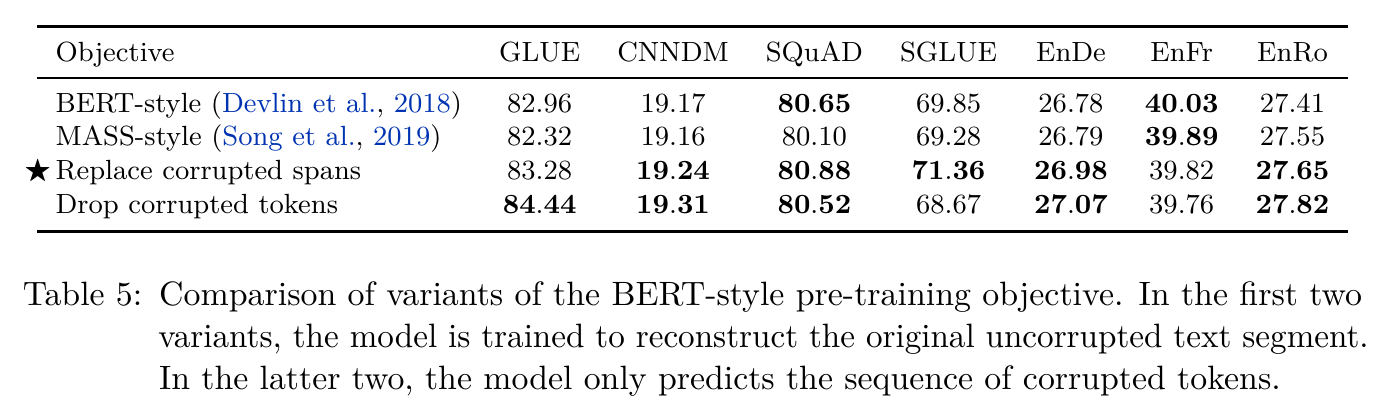 Objective GLUE CNNDM SQuAD SGLUE EnDe EnFr EnRo
BERT-style (Devlin et al., 2018) 82.96 19.17 80.65 69.85 26.78 40.03 27.41
MASS-style (Song et al., 2019) 82.32 19.16 80.10 69.28 26.79 39.89 27.55
★ Replace corrupted spans 83.28 19.24 80.88 71.36 26.98 39.82 27.65
Drop corrupted tokens 84.44 19.31 80.52 68.67 27.07 39.76 27.82
Table 5: Comparison of variants of the BERT-style pre-training objective. In the first two
variants, the model is trained to reconstruct the original uncorrupted text segment.
In the latter two, the model only predicts the sequence of corrupted tokens.